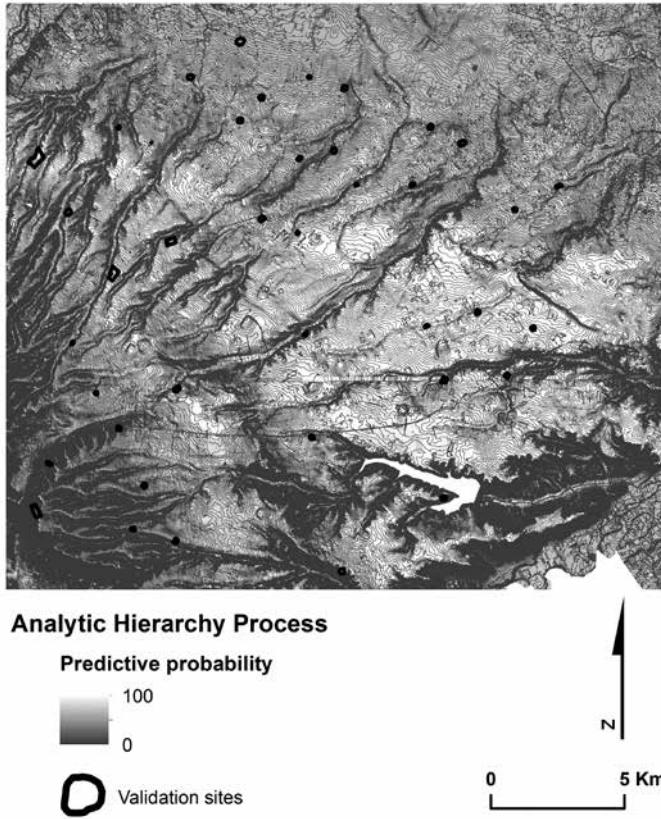 Analytic Hierarchy Process
Predictive probability
100
0
Validation sites
N
0 5 Km